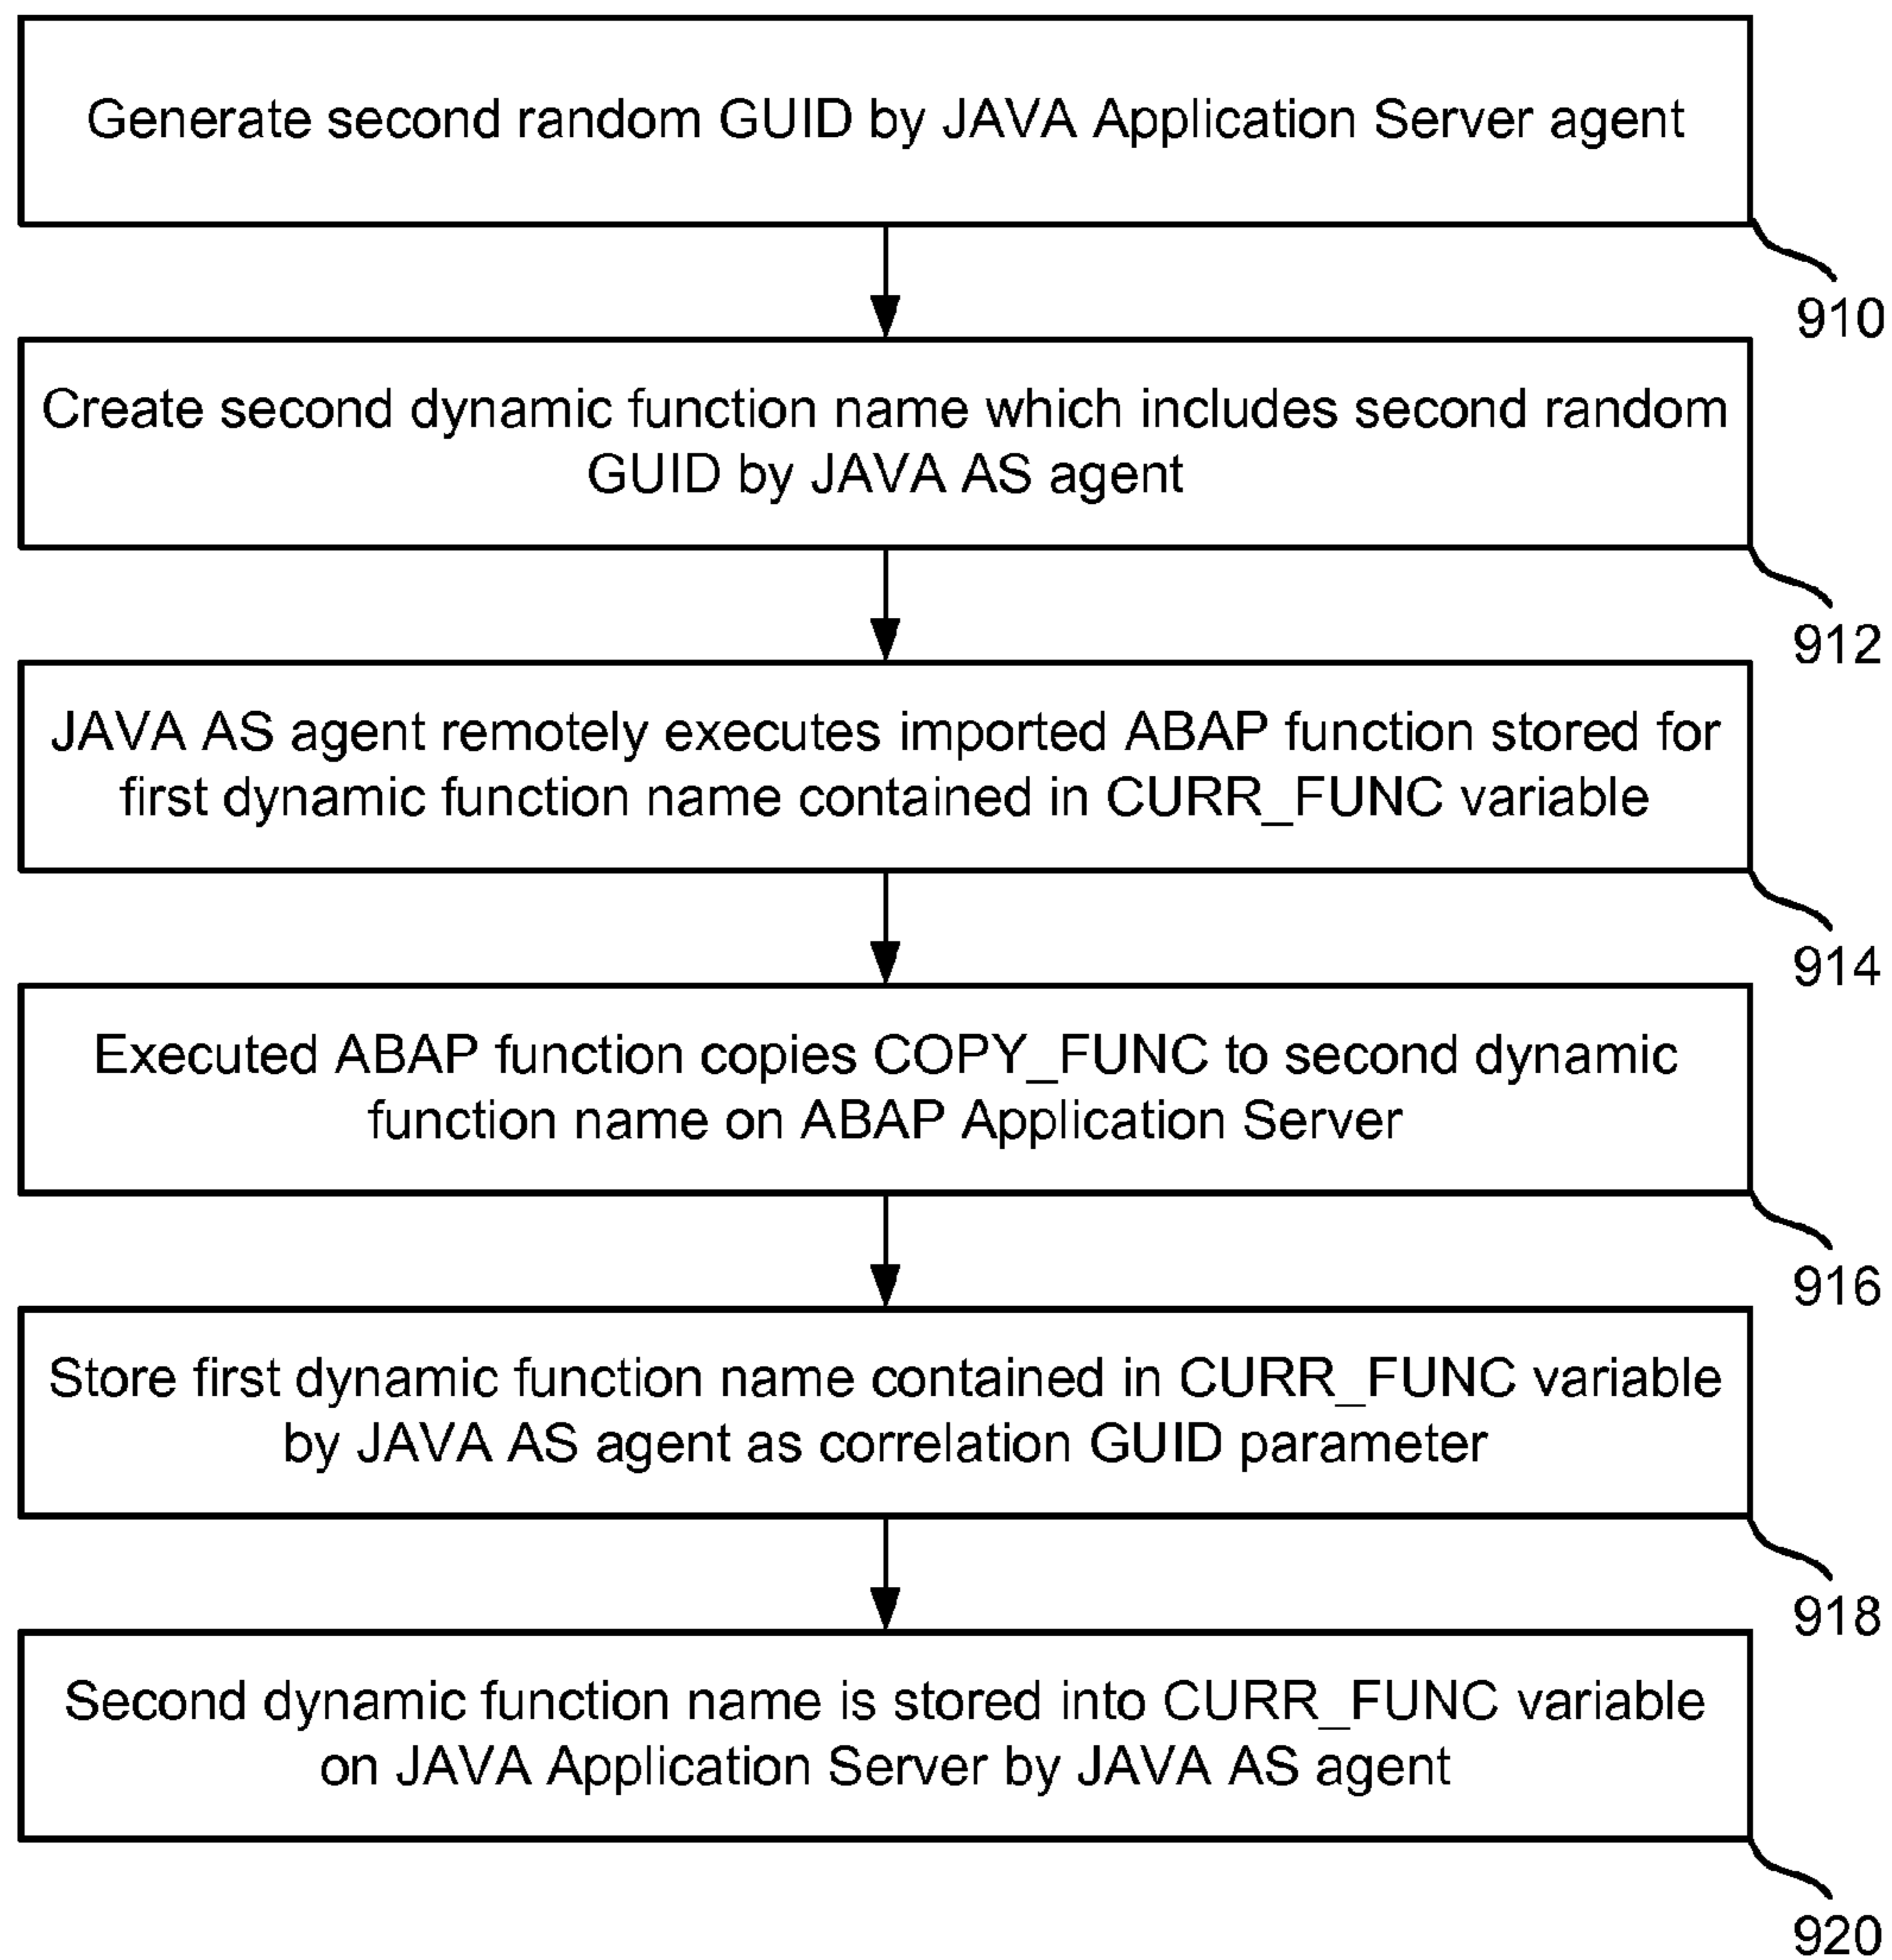 Generate second random GUID by JAVA Application Server agent
910
Create second dynamic function name which includes second random
GUID by JAVA AS agent
912
JAVA AS agent remotely executes imported ABAP function stored for
first dynamic function name contained in CURR_FUNC variable
914
Executed ABAP function copies COPY_FUNC to second dynamic
function name on ABAP Application Server
916
Store first dynamic function name contained in CURR_FUNC variable
by JAVA AS agent as correlation GUID parameter
918
Second dynamic function name is stored into CURR_FUNC variable
on JAVA Application Server by JAVA AS agent
920